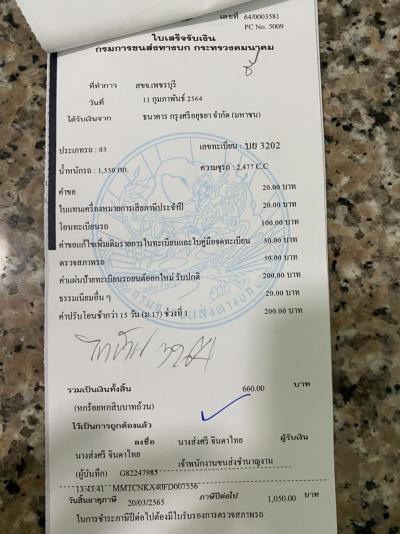 เลขที่ 64/0003581
PC No. 5009
ใบเสร็จรับเงิน
กรมการขนส่งทางบก กระทรวงคมนาคม
ที่ทำการ สขจ.เพชรบุรี
วันที่ 11 กุมภาพันธ์ 2564
ได้รับเงินจาก ธนาคาร กรุงศรีอยุธยา จำกัด (มหาชน)
ประเภทรถ : 03 เลขทะเบียน : บย 3202
น้ำหนักรถ : 1,550 กก. ความจุรถ : 2,477 C.C
ค่าขอ 20.00 บาท
ใบแทนเครื่องหมายการเสียภาษีประจำปี 20.00 บาท
โอนทะเบียนรถ 100.00 บาท
ค่าขอแก้ไขเพิ่มเติมรายการในทะเบียนและใบคู่มือจดทะเบียน 50.00 บาท
ตรวจสภาพรถ 50.00 บาท
ค่าแผ่นป้ายทะเบียนรถยนต์ออกใหม่ รับปกติ 200.00 บาท
ธรรมเนียมอื่น ๆ 20.00 บาท
ค่าปรับโอนช้ากว่า 15 วัน (ม.17) ช่วงที่ 1 200.00 บาท
รวมเป็นเงินทั้งสิ้น 660.00 บาท
(หกร้อยหกสิบบาทถ้วน)
ไว้เป็นการถูกต้องแล้ว
ลงชื่อ นางส่งศรี จินดาไทย ผู้รับเงิน
นางส่งศรี จินดาไทย เจ้าพนักงานขนส่งชำนาญงาน
(ผู้บันทึก) G82247985
13:43:41 MMTCNKA40FD007556
วันสิ้นอายุภาษี 20/03/2565 ภาษีปีต่อไป 1,050.00 บาท
ในการชำระภาษีปีต่อไปต้องมีใบรับรองการตรวจสภาพรถ